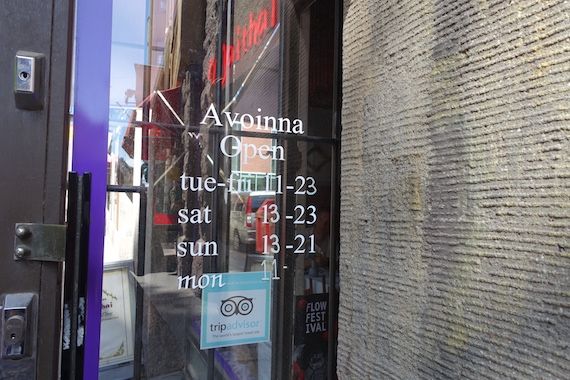 Avoinna
Open
tue-fri 11-23
sat 13-23
sun 13-21
mon 11-
tripadvisor
FLOW
FEST
IVAL